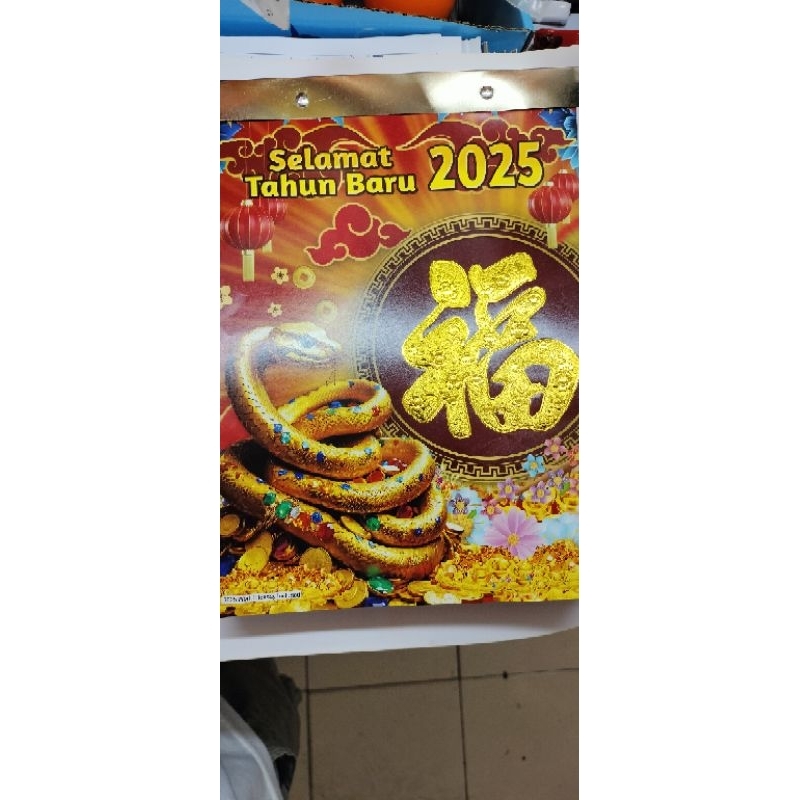 Selamat
Tahun Baru 2025
福